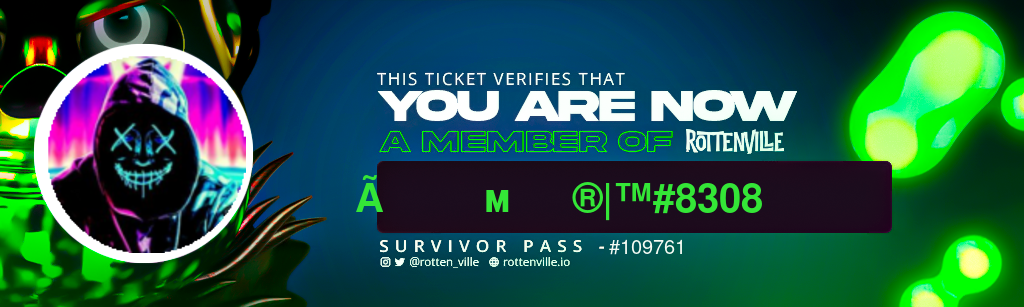 THIS TICKET VERIFIES THAT
YOU ARE NOW
A MEMBER OF ROTTENVILLE
Ã ᴍ ®|™#8308
SURVIVOR PASS - #109761
@rotten_ville rottenville.io